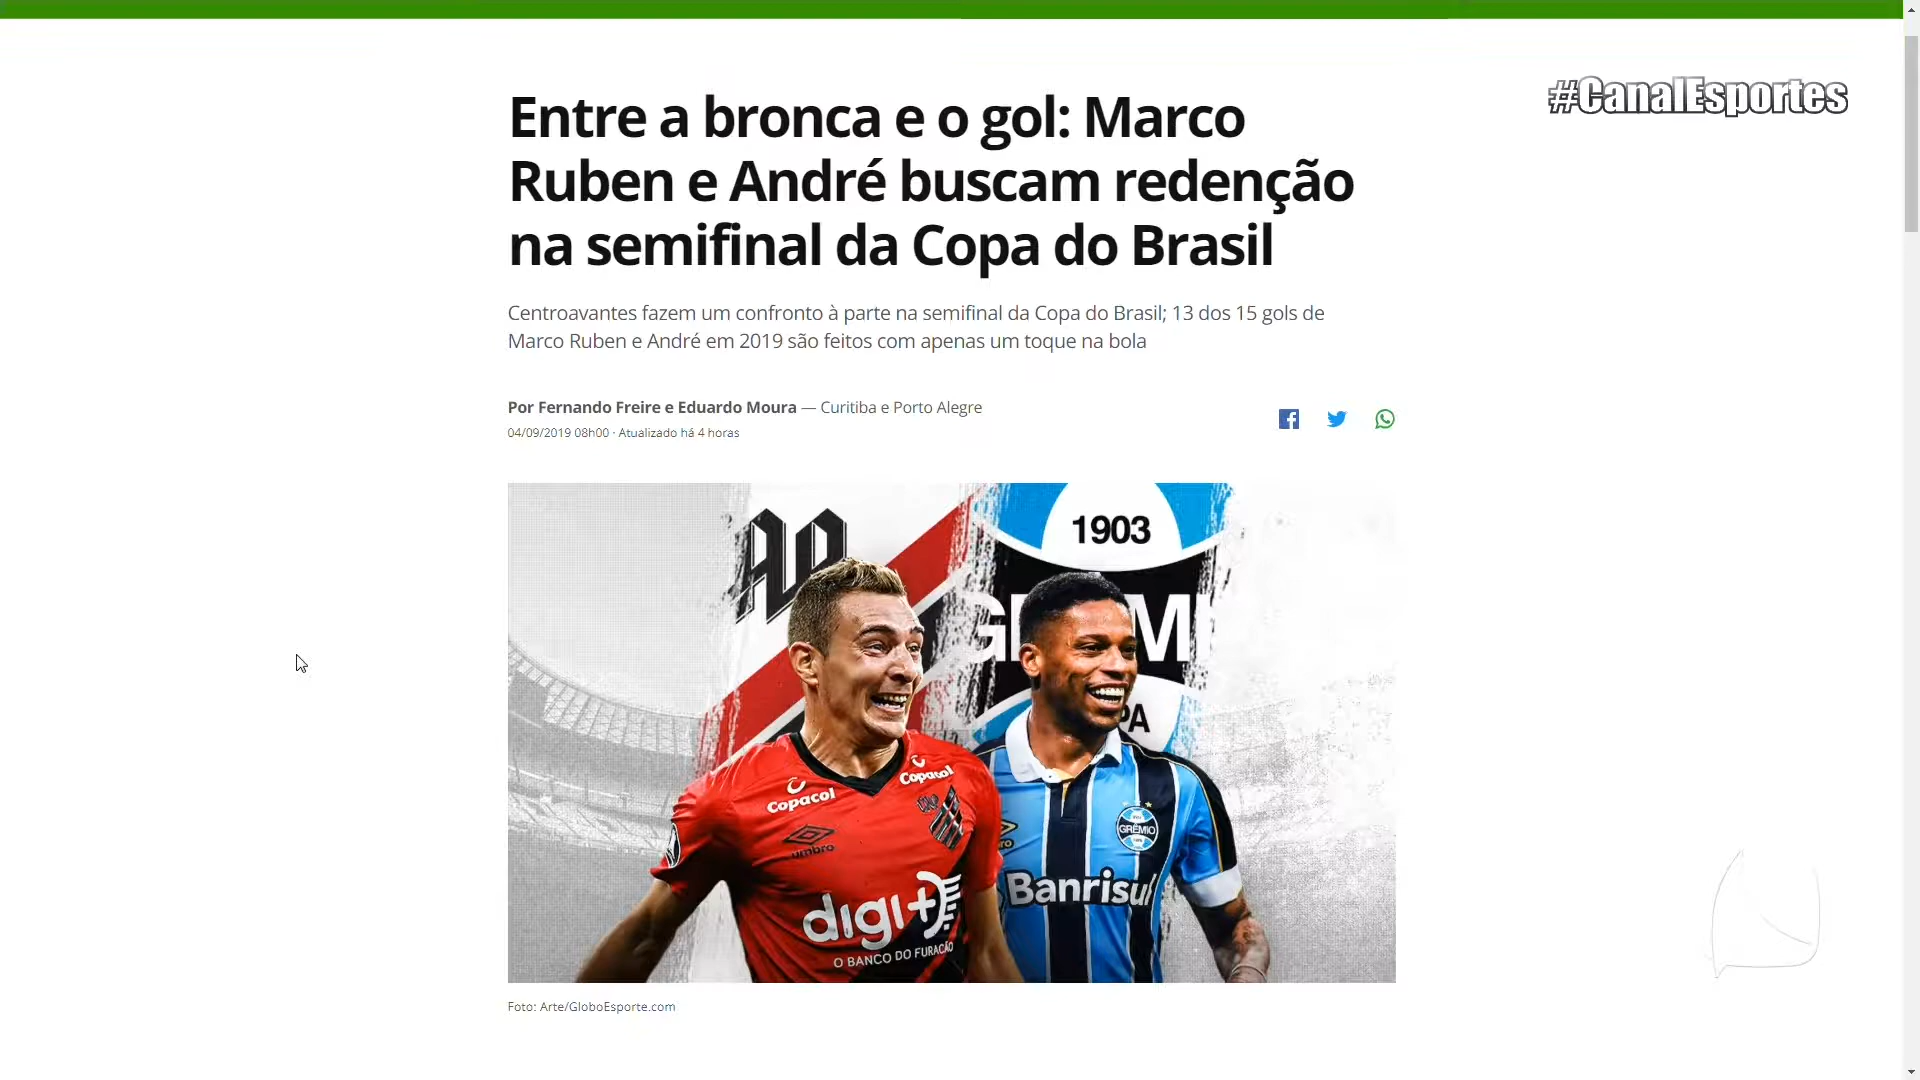 #CanalEsportes
Entre a bronca e o gol: Marco
Ruben e André buscam redenção
na semifinal da Copa do Brasil
Centroavantes fazem um confronto à parte na semifinal da Copa do Brasil; 13 dos 15 gols de
Marco Ruben e André em 2019 são feitos com apenas um toque na bola
Por Fernando Freire e Eduardo Moura — Curitiba e Porto Alegre
04/09/2019 08h00 · Atualizado há 4 horas
1903
Copacol
Copacol
umbro
GRÊMIO
Banrisul
digi+
O BANCO DO FURACÃO
Foto: Arte/GloboEsporte.com